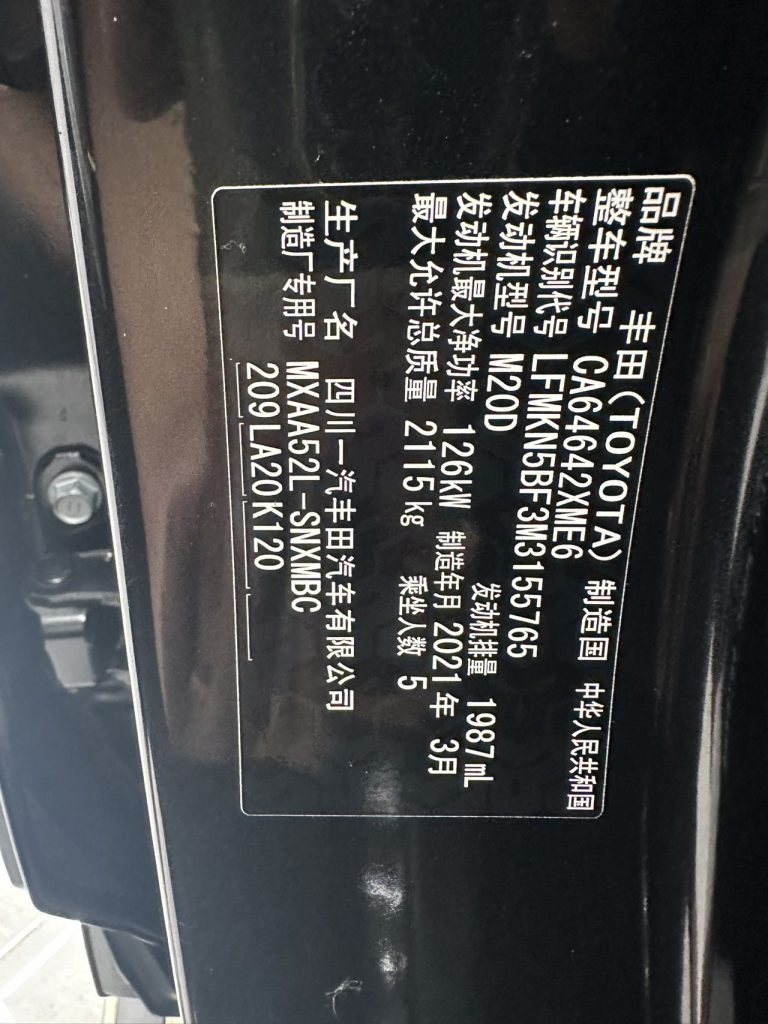 品牌 丰田(TOYOTA) 制造国 中华人民共和国
整车型号 CA64642XME6
车辆识别代号 LFMKN5BF3M3155765
发动机型号 M20D 发动机排量 1987mL
发动机最大净功率 126kW 制造年月 2021年 3月
最大允许总质量 2115kg 乘坐人数 5
生产厂名 四川一汽丰田汽车有限公司
制造厂专用号 MXAA52L-SNXMBC
209LA20K120